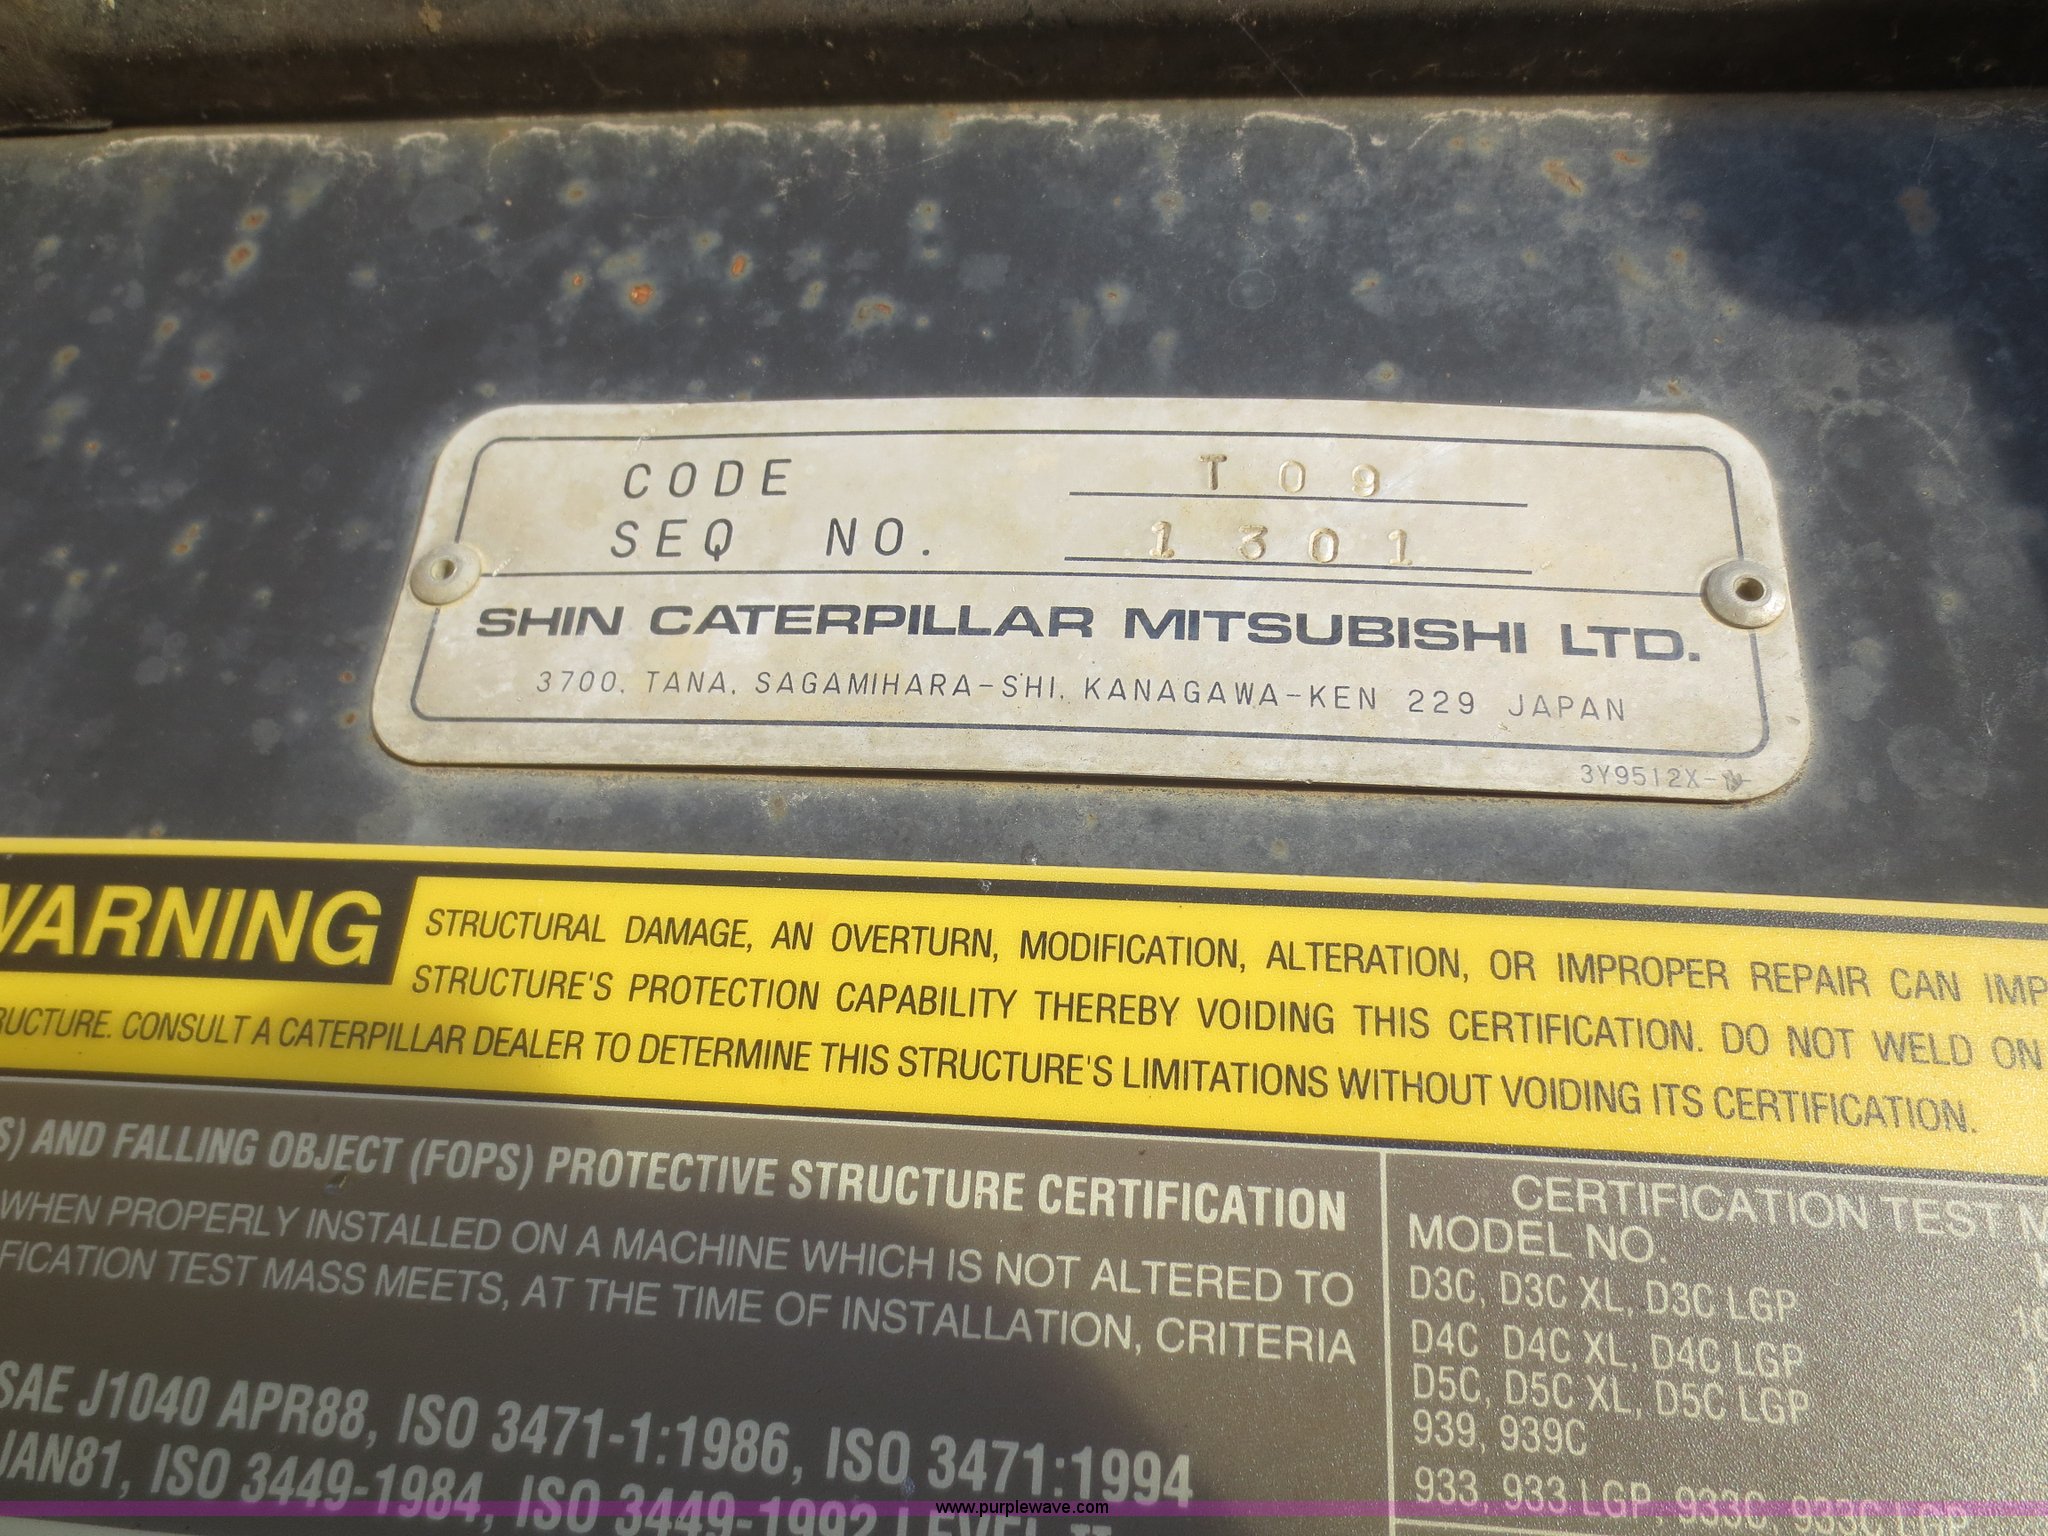 CODE T09
SEQ NO. 1301
SHIN CATERPILLAR MITSUBISHI LTD.
3700, TANA, SAGAMIHARA-SHI, KANAGAWA-KEN 229 JAPAN
3Y9512X-
WARNING
STRUCTURAL DAMAGE, AN OVERTURN, MODIFICATION, ALTERATION, OR IMPROPER REPAIR CAN IMP
STRUCTURE'S PROTECTION CAPABILITY THEREBY VOIDING THIS CERTIFICATION. DO NOT WELD ON
RUCTURE. CONSULT A CATERPILLAR DEALER TO DETERMINE THIS STRUCTURE'S LIMITATIONS WITHOUT VOIDING ITS CERTIFICATION.
S) AND FALLING OBJECT (FOPS) PROTECTIVE STRUCTURE CERTIFICATION
WHEN PROPERLY INSTALLED ON A MACHINE WHICH IS NOT ALTERED TO
FICATION TEST MASS MEETS, AT THE TIME OF INSTALLATION, CRITERIA
SAE J1040 APR88, ISO 3471-1:1986, ISO 3471:1994
JAN81, ISO 3449-1984, ISO 3449-1992 LEVEL
CERTIFICATION TEST M
MODEL NO.
D3C, D3C XL, D3C LGP
D4C D4C XL, D4C LGP
D5C, D5C XL, D5C LGP
939, 939C
933, 933 LGP, 933C, 933C LGP
www.purplewave.com